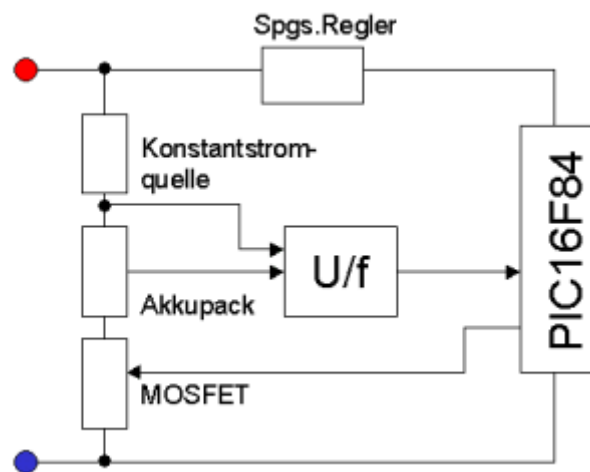 Spgs.Regler
Konstantstrom-
quelle
U/f
PIC16F84
Akkupack
MOSFET